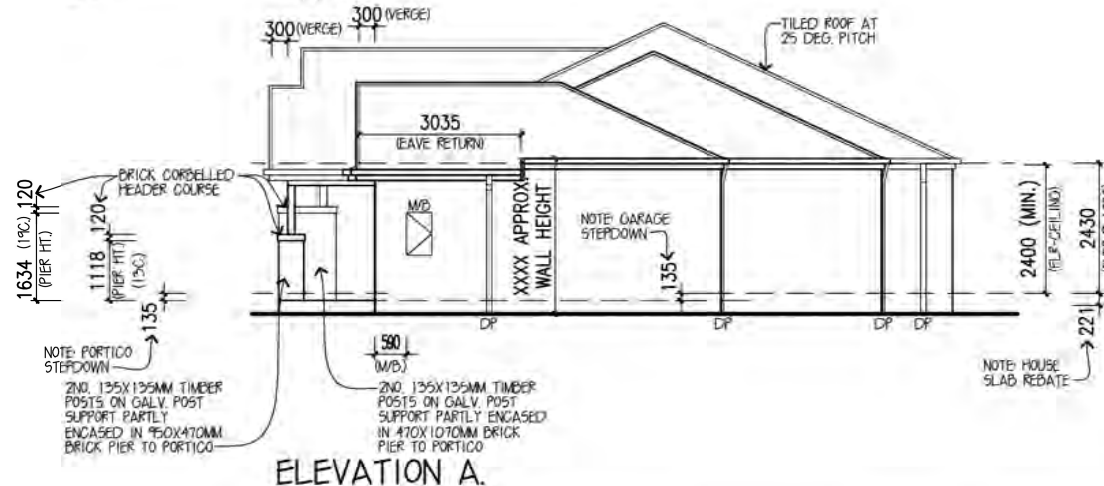 300 (VERGE)
300 (VERGE)
TILED ROOF AT
25 DEG. PITCH
3035
(EAVE RETURN)
BRICK CORBELLED
HEADER COURSE
120
1634 (19C)
(PIER HT.)
120
1118
(PIER HT.)
(13C)
135
M/B
XXXX APPROX.
WALL HEIGHT
NOTE: GARAGE
STEPDOWN
135
2400 (MIN.)
(FLR-CEILING)
2430
221
DP
DP
DP
DP
NOTE: PORTICO
STEPDOWN
590
(M/B)
NOTE: HOUSE
SLAB REBATE
2NO. 135X135MM TIMBER
POSTS ON GALV. POST
SUPPORT PARTLY
ENCASED IN 950X470MM
BRICK PIER TO PORTICO
2NO. 135X135MM TIMBER
POSTS ON GALV. POST
SUPPORT PARTLY ENCASED
IN 470X1070MM BRICK
PIER TO PORTICO
ELEVATION A.